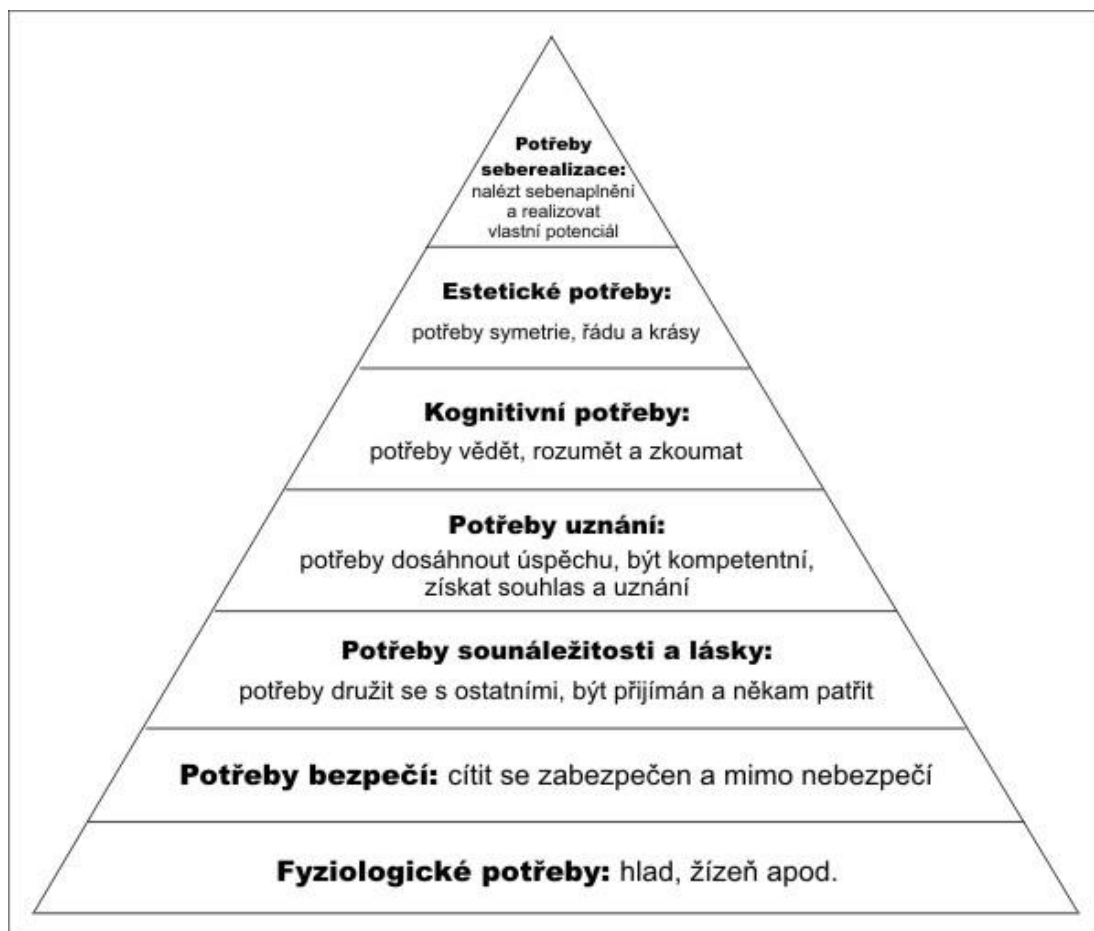 Potřeby
seberealizace:
nalézt sebenaplnění
a realizovat
vlastní potenciál
Estetické potřeby:
potřeby symetrie, řádu a krásy
Kognitivní potřeby:
potřeby vědět, rozumět a zkoumat
Potřeby uznání:
potřeby dosáhnout úspěchu, být kompetentní,
získat souhlas a uznání
Potřeby sounáležitosti a lásky:
potřeby družit se s ostatními, být přijímán a někam patřit
Potřeby bezpečí: cítit se zabezpečen a mimo nebezpečí
Fyziologické potřeby: hlad, žízeň apod.